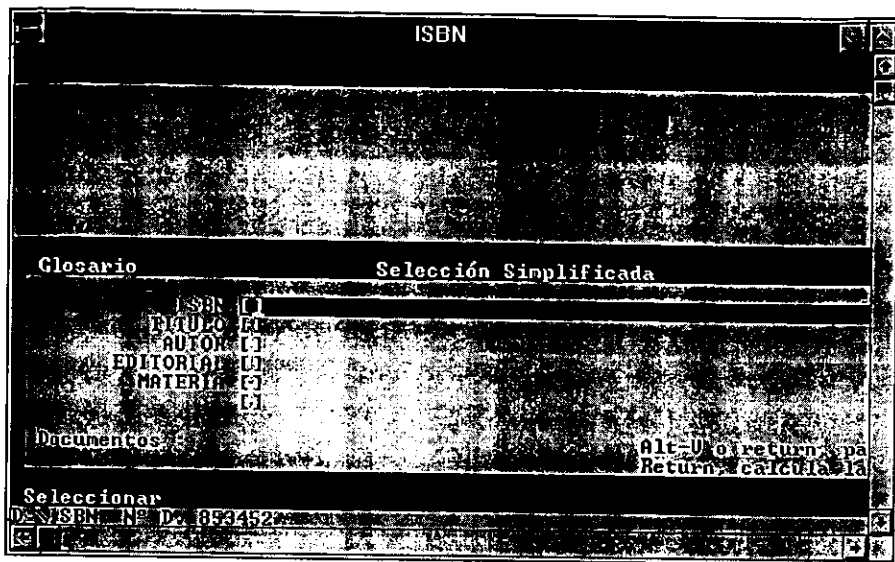 ISBN
Glosario Selección Simplificada
ISBN [ ]
TITULO [ ]
AUTOR [ ]
EDITORIAL [ ]
MATERIA [ ]
[ ]
Documentos :
Alt-V o return, pa
Return, calcula la
Seleccionar
ISBN Nº D: 853452